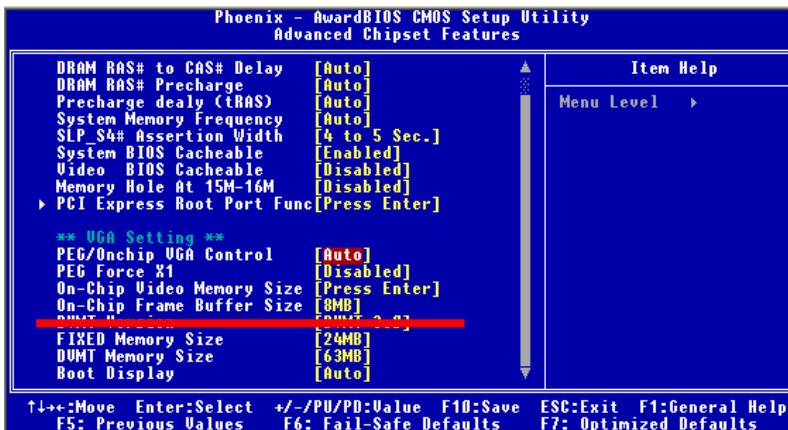 Phoenix - AwardBIOS CMOS Setup Utility
Advanced Chipset Features
DRAM RAS# to CAS# Delay [Auto]
DRAM RAS# Precharge [Auto]
Precharge dealy (tRAS) [Auto]
System Memory Frequency [Auto]
SLP_S4# Assertion Width [4 to 5 Sec.]
System BIOS Cacheable [Enabled]
Video BIOS Cacheable [Disabled]
Memory Hole At 15M-16M [Disabled]
PCI Express Root Port Func[Press Enter]
** VGA Setting **
PEG/Onchip VGA Control [Auto]
PEG Force X1 [Disabled]
On-Chip Video Memory Size [Press Enter]
On-Chip Frame Buffer Size [8MB]
FIXED Memory Size [24MB]
DVMT Memory Size [63MB]
Boot Display [Auto]
Item Help
Menu Level
↑↓→←:Move Enter:Select +/-/PU/PD:Value F10:Save ESC:Exit F1:General Help
F5: Previous Values F6: Fail-Safe Defaults F7: Optimized Defaults